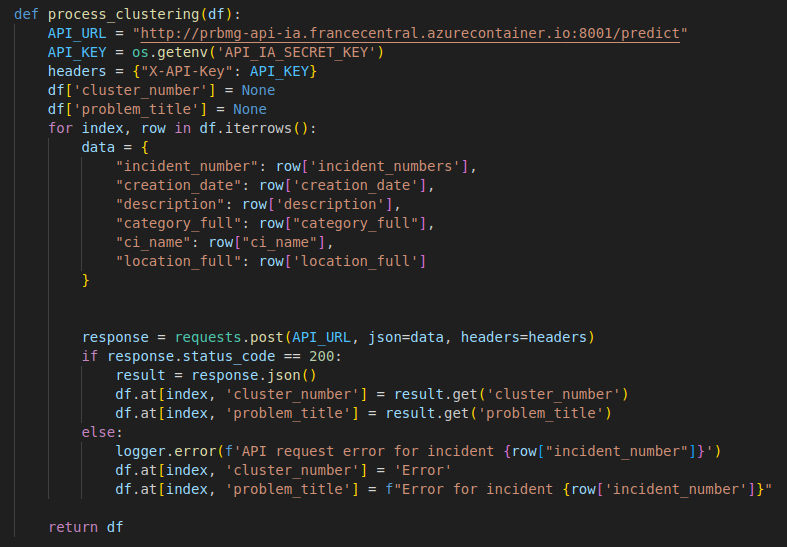 def process_clustering(df):
    API_URL = "http://prbmg-api-ia.francecentral.azurecontainer.io:8001/predict"
    API_KEY = os.getenv('API_IA_SECRET_KEY')
    headers = {"X-API-Key": API_KEY}
    df['cluster_number'] = None
    df['problem_title'] = None
    for index, row in df.iterrows():
        data = {
            "incident_number": row['incident_numbers'],
            "creation_date": row['creation_date'],
            "description": row['description'],
            "category_full": row["category_full"],
            "ci_name": row["ci_name"],
            "location_full": row['location_full']
        }
        response = requests.post(API_URL, json=data, headers=headers)
        if response.status_code == 200:
            result = response.json()
            df.at[index, 'cluster_number'] = result.get('cluster_number')
            df.at[index, 'problem_title'] = result.get('problem_title')
        else:
            logger.error(f'API request error for incident {row["incident_number"]}')
            df.at[index, 'cluster_number'] = 'Error'
            df.at[index, 'problem_title'] = f"Error for incident {row['incident_number']}"
    return df